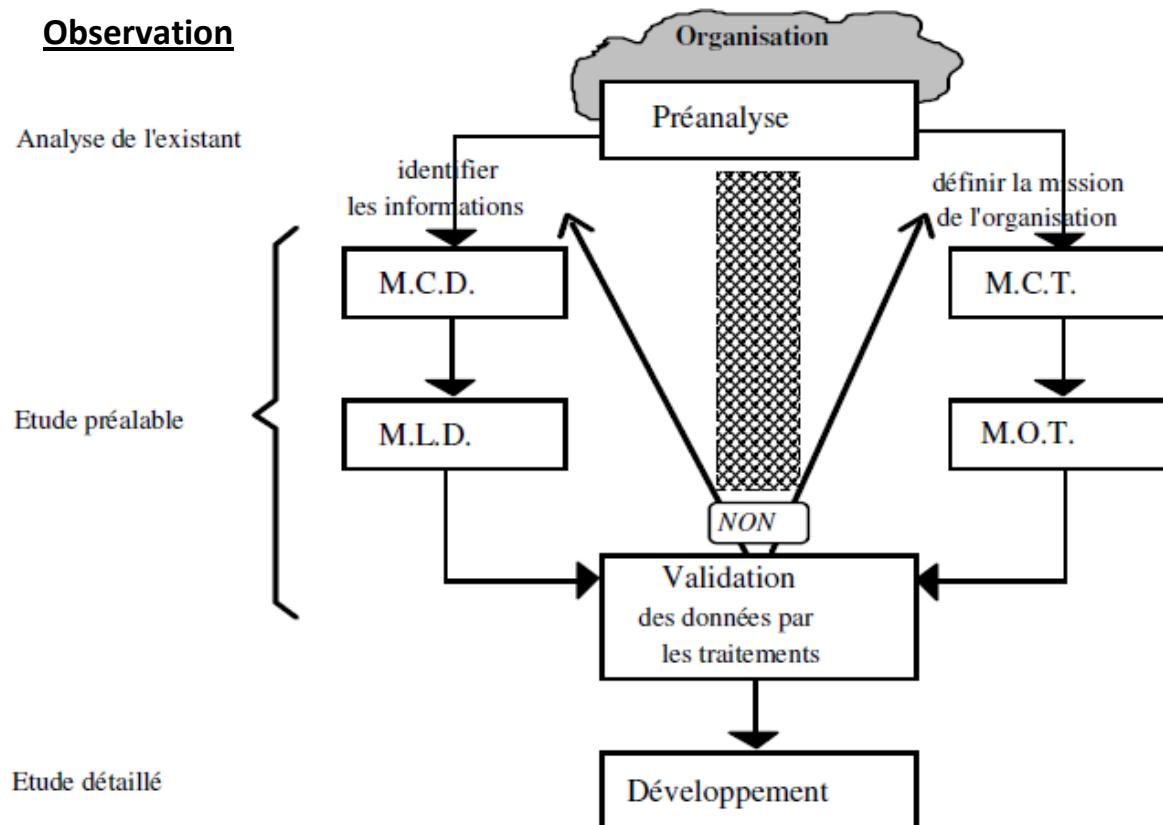 Observation
Organisation
Préanalyse
Analyse de l'existant
identifier
les informations
définir la mission
de l'organisation
M.C.D.
M.C.T.
Etude préalable
M.L.D.
M.O.T.
NON
Validation
des données par
les traitements
Etude détaillé
Développement